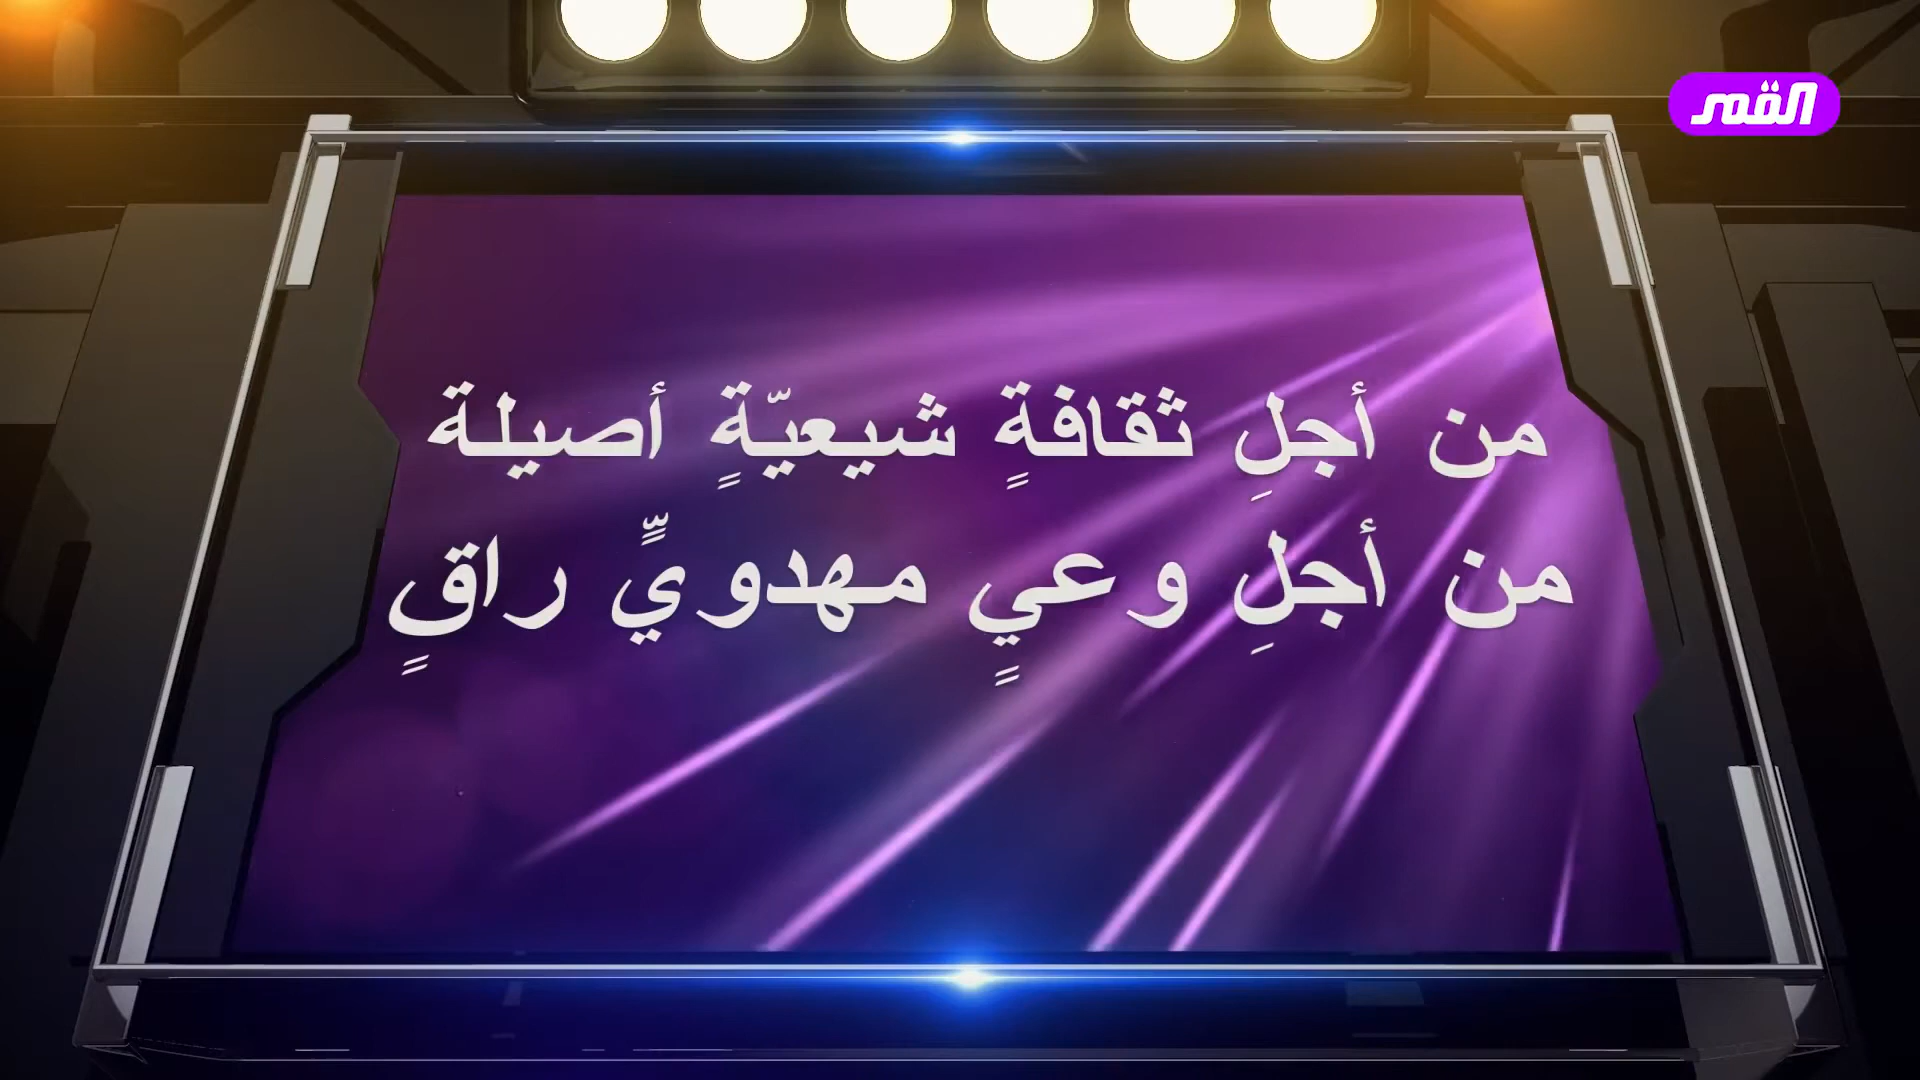 القمر
من أجلِ ثقافةٍ شيعيّةٍ أصيلة
من أجلِ وعيٍ مهدويٍّ راقٍ